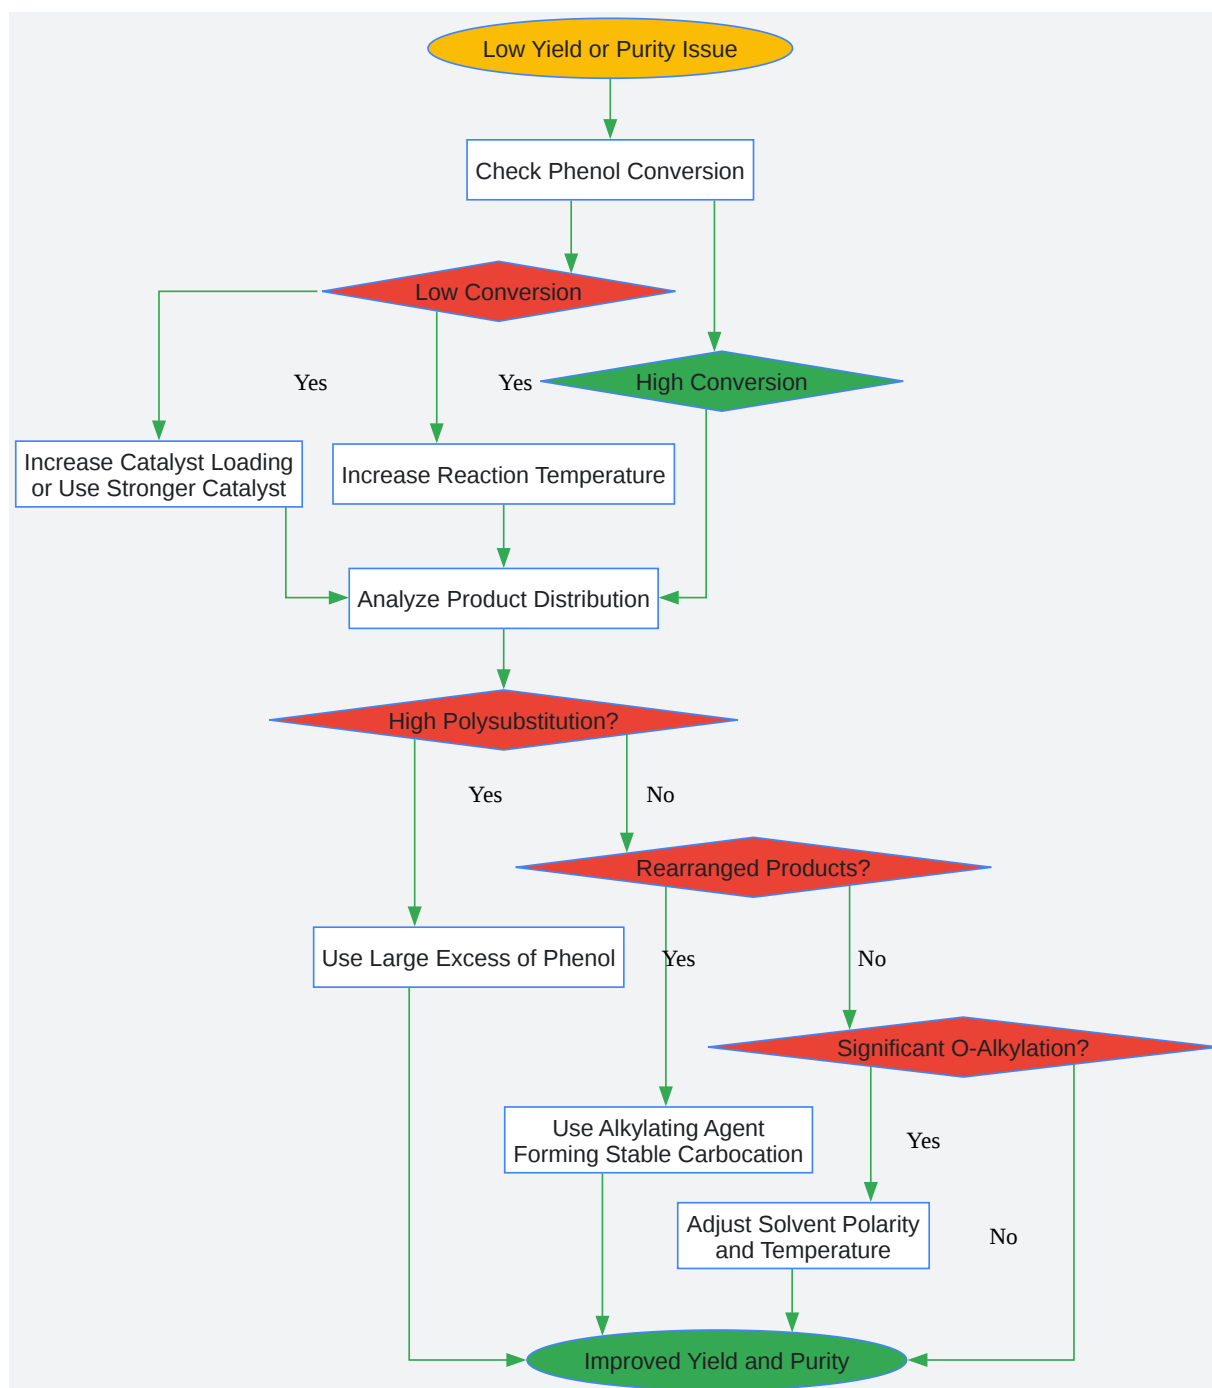 Low Yield or Purity Issue
Check Phenol Conversion
Low Conversion
High Conversion
Yes
Yes
Increase Catalyst Loading
or Use Stronger Catalyst
Increase Reaction Temperature
Analyze Product Distribution
High Polysubstitution?
Yes
No
Rearranged Products?
Use Large Excess of Phenol
Yes
No
Significant O-Alkylation?
Use Alkylating Agent
Forming Stable Carbocation
Yes
Adjust Solvent Polarity
and Temperature
No
Improved Yield and Purity